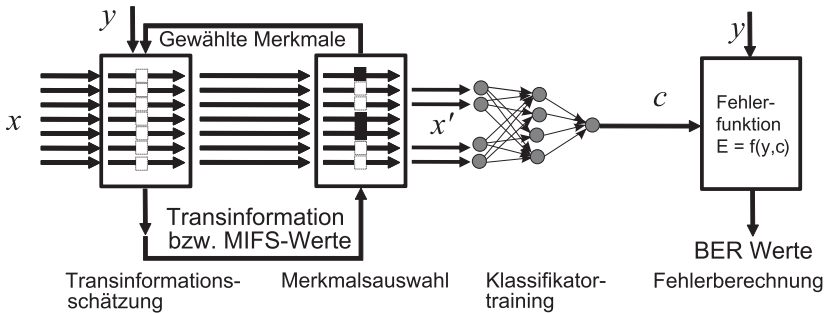 y
Gewählte Merkmale
y
x
x'
c
Fehler-
funktion
E = f(y,c)
Transinformation
bzw. MIFS-Werte
BER Werte
Transinformations-
schätzung
Merkmalsauswahl
Klassifikator-
training
Fehlerberechnung